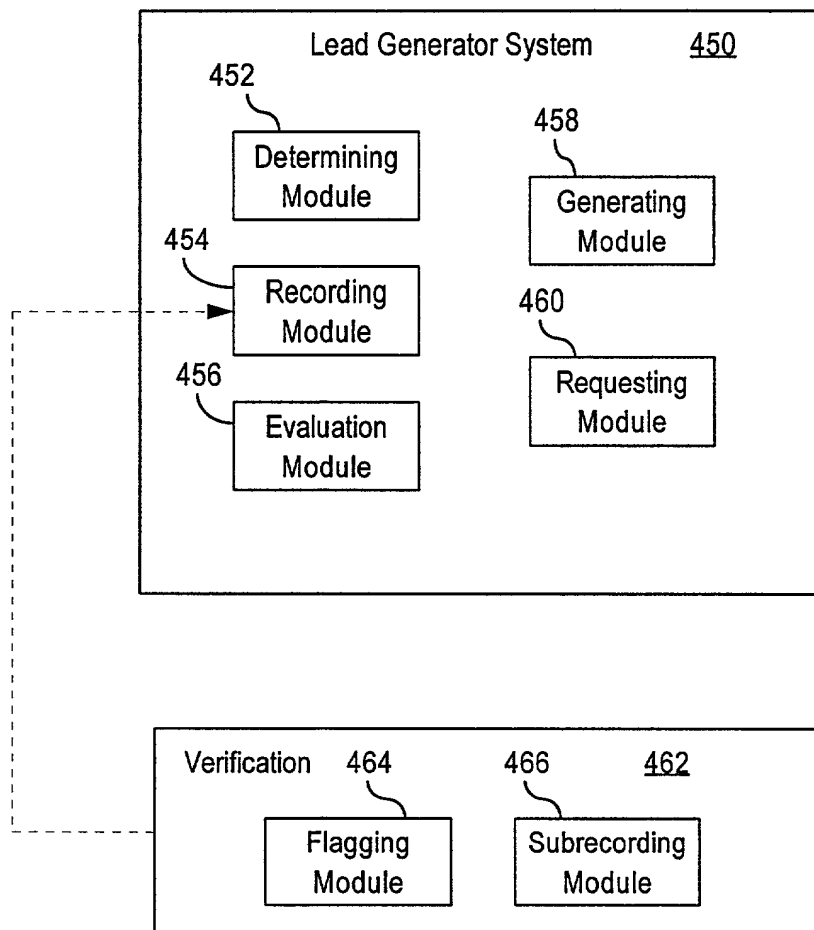 Lead Generator System 450
452
Determining
Module
458
Generating
Module
454
Recording
Module
460
Requesting
Module
456
Evaluation
Module
Verification 464 466 462
Flagging
Module
Subrecording
Module